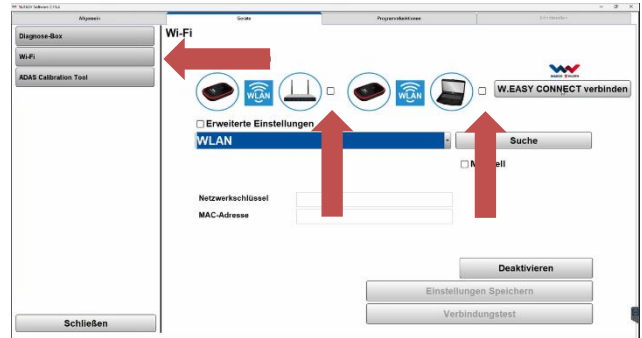 Allgemein
Geräte
Programmfunktionen
Diagnose-Box
Wi-Fi
ADAS Calibration Tool
Wi-Fi
WLAN
WLAN
W.EASY CONNECT verbinden
Erweiterte Einstellungen
WLAN
Suche
Netzwerkschlüssel
MAC-Adresse
Deaktivieren
Einstellungen Speichern
Verbindungstest
Schließen